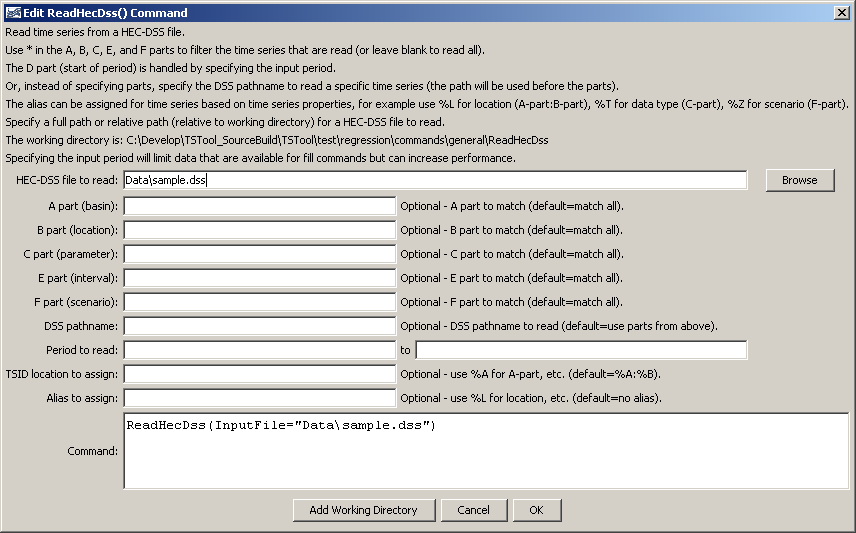 Edit ReadHecDss() Command
Read time series from a HEC-DSS file.
Use * in the A, B, C, E, and F parts to filter the time series that are read (or leave blank to read all).
The D part (start of period) is handled by specifying the input period.
Or, instead of specifying parts, specify the DSS pathname to read a specific time series (the path will be used before the parts).
The alias can be assigned for time series based on time series properties, for example use %L for location (A-part:B-part), %T for data type (C-part), %Z for scenario (F-part).
Specify a full path or relative path (relative to working directory) for a HEC-DSS file to read.
The working directory is: C:\Develop\TSTool_SourceBuild\TSTool\test\regression\commands\general\ReadHecDss
Specifying the input period will limit data that are available for fill commands but can increase performance.
HEC-DSS file to read: Data\sample.dss Browse
A part (basin): Optional - A part to match (default=match all).
B part (location): Optional - B part to match (default=match all).
C part (parameter): Optional - C part to match (default=match all).
E part (interval): Optional - E part to match (default=match all).
F part (scenario): Optional - F part to match (default=match all).
DSS pathname: Optional - DSS pathname to read (default=use parts from above).
Period to read: to
TSID location to assign: Optional - use %A for A-part, etc. (default=%A:%B).
Alias to assign: Optional - use %L for location, etc. (default=no alias).
Command: ReadHecDss(InputFile="Data\sample.dss")
Add Working Directory Cancel OK